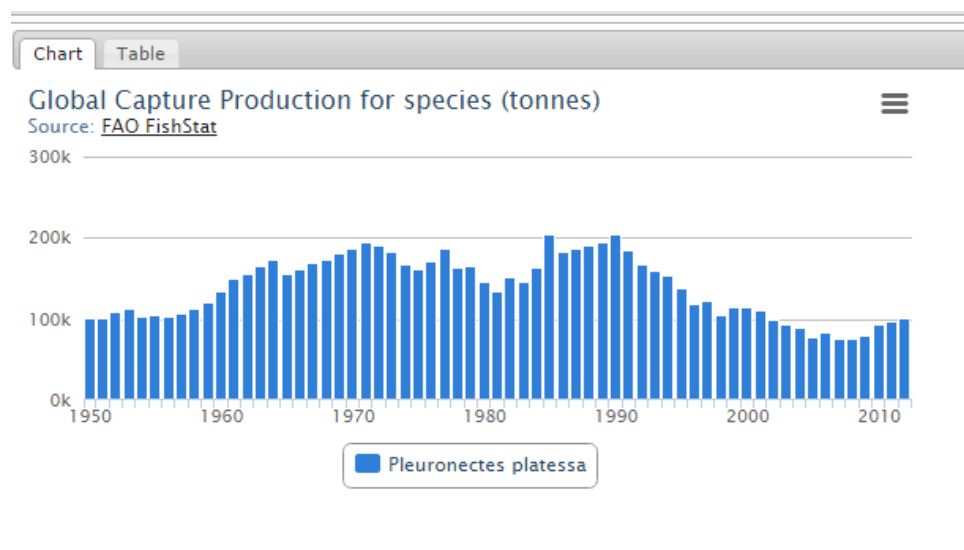 Chart Table
Global Capture Production for species (tonnes)
Source: FAO FishStat
300k
200k
100k
0k
1950 1960 1970 1980 1990 2000 2010
Pleuronectes platessa